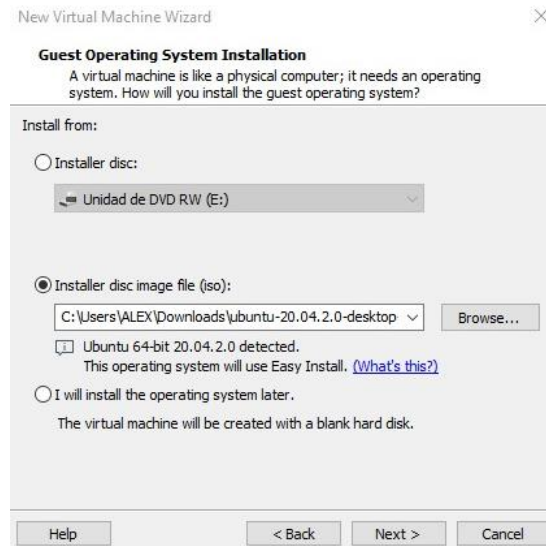 New Virtual Machine Wizard
Guest Operating System Installation
A virtual machine is like a physical computer; it needs an operating
system. How will you install the guest operating system?
Install from:
Installer disc:
Unidad de DVD RW (E:)
Installer disc image file (iso):
C:\Users\ALEX\Downloads\ubuntu-20.04.2.0-desktop
Browse...
Ubuntu 64-bit 20.04.2.0 detected.
This operating system will use Easy Install. (What's this?)
I will install the operating system later.
The virtual machine will be created with a blank hard disk.
Help < Back Next > Cancel